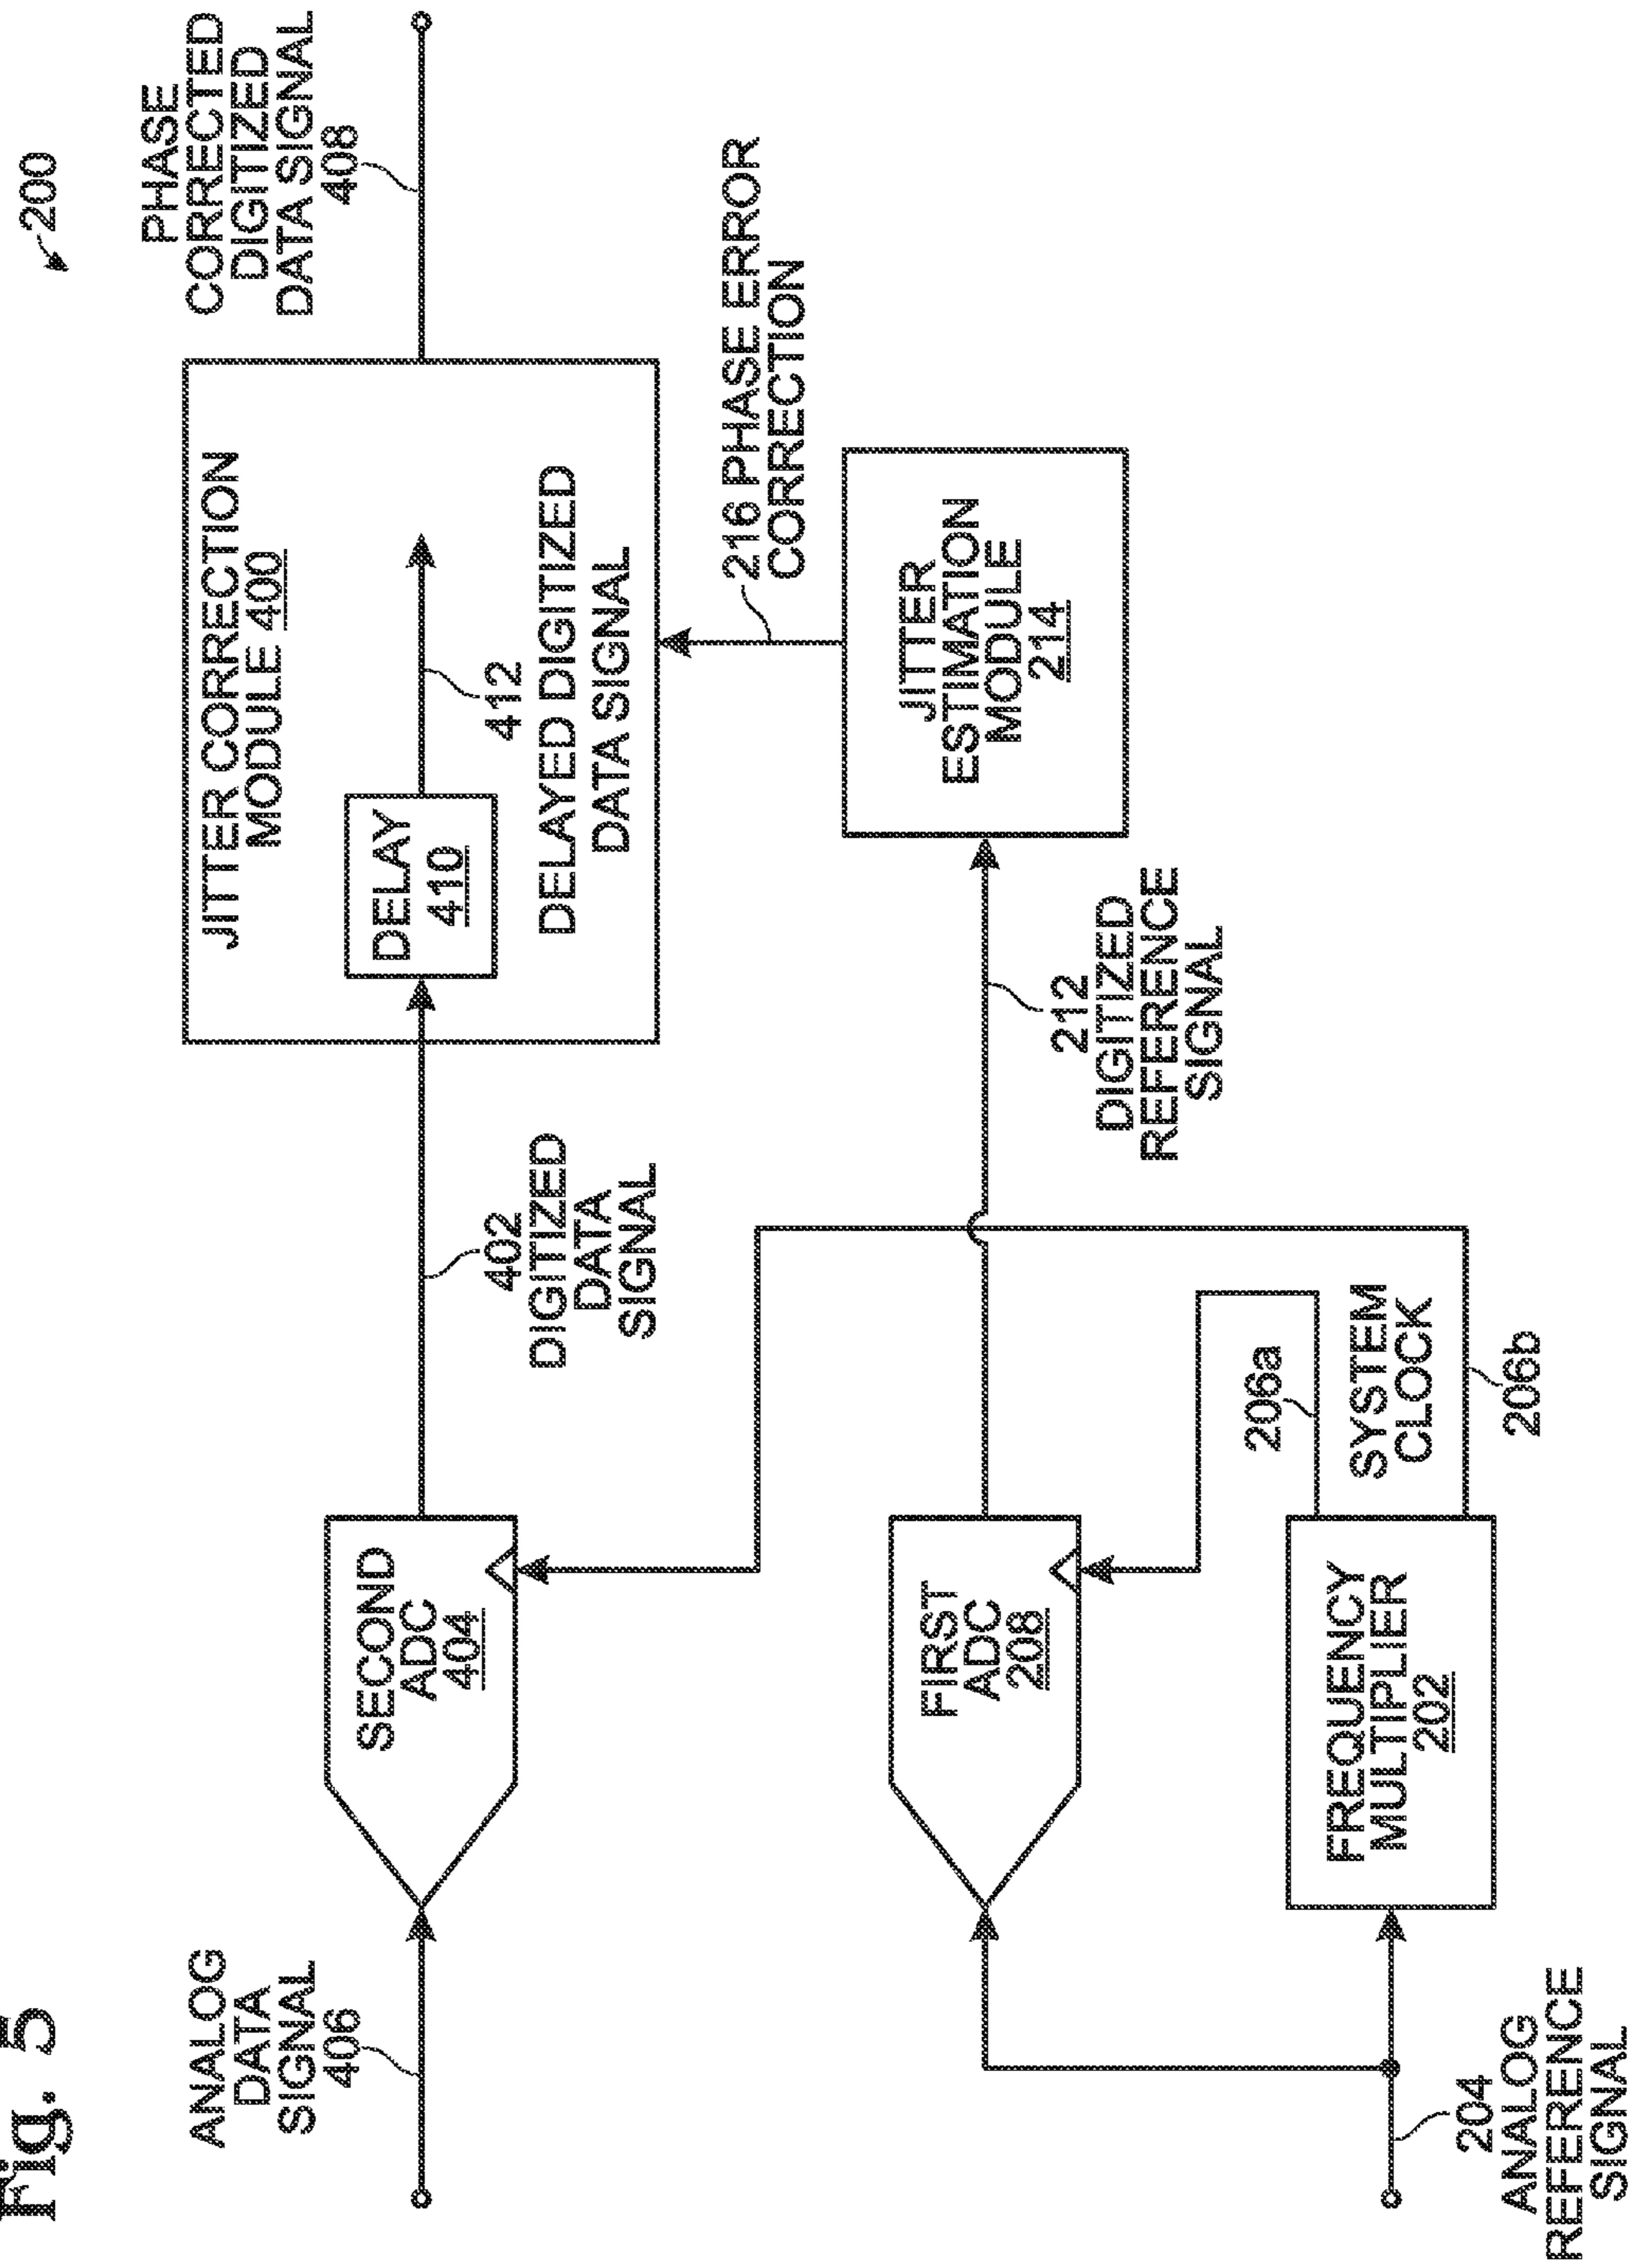 Fig. 5
200
ANALOG
DATA
SIGNAL
406
SECOND
ADC
404
402
DIGITIZED
DATA
SIGNAL
JITTER CORRECTION
MODULE 400
DELAY
410
412
DELAYED DIGITIZED
DATA SIGNAL
PHASE
CORRECTED
DIGITIZED
DATA SIGNAL
408
216 PHASE ERROR
CORRECTION
JITTER
ESTIMATION
MODULE
214
FIRST
ADC
208
212
DIGITIZED
REFERENCE
SIGNAL
206a
SYSTEM
CLOCK
206b
FREQUENCY
MULTIPLIER
202
204
ANALOG
REFERENCE
SIGNAL